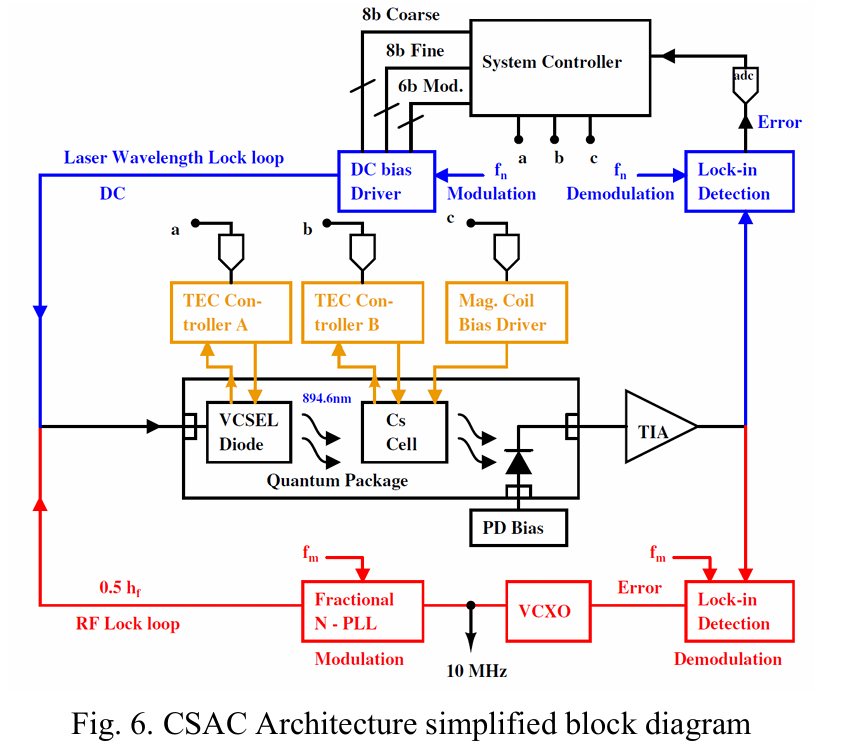 8b Coarse
8b Fine
6b Mod.
System Controller
adc
Error
a b c
Laser Wavelength Lock loop
DC
DC bias
Driver
fn
Modulation
fn
Demodulation
Lock-in
Detection
a
b
c
TEC Con-
troller A
TEC Con-
troller B
Mag. Coil
Bias Driver
VCSEL
Diode
894.6nm
Cs
Cell
Quantum Package
TIA
PD Bias
fm
fm
0.5 hf
RF Lock loop
Fractional
N - PLL
Modulation
10 MHz
VCXO
Error
Lock-in
Detection
Demodulation
Fig. 6. CSAC Architecture simplified block diagram